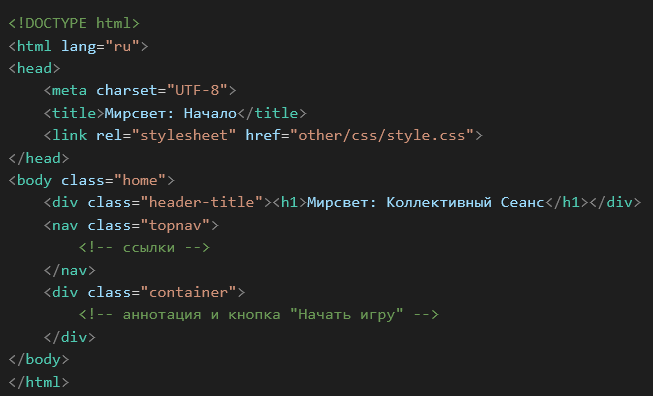 <!DOCTYPE html>
<html lang="ru">
<head>
    <meta charset="UTF-8">
    <title>Мирсвет: Начало</title>
    <link rel="stylesheet" href="other/css/style.css">
</head>
<body class="home">
    <div class="header-title"><h1>Мирсвет: Коллективный Сеанс</h1></div>
    <nav class="topnav">
        <!-- ссылки -->
    </nav>
    <div class="container">
        <!-- аннотация и кнопка "Начать игру" -->
    </div>
</body>
</html>